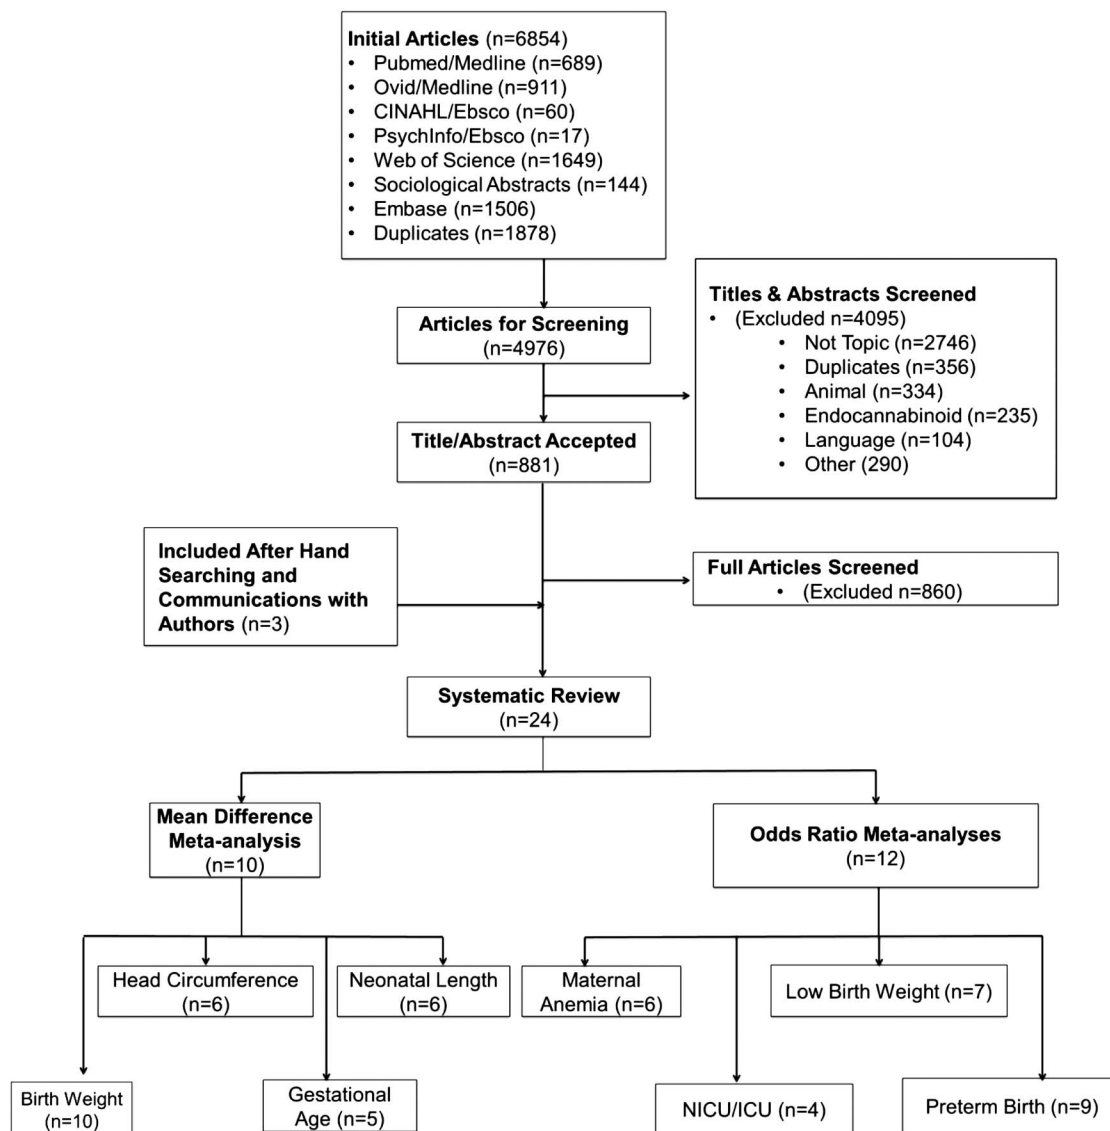 Initial Articles (n=6854)
• Pubmed/Medline (n=689)
• Ovid/Medline (n=911)
• CINAHL/Ebsco (n=60)
• PsychInfo/Ebsco (n=17)
• Web of Science (n=1649)
• Sociological Abstracts (n=144)
• Embase (n=1506)
• Duplicates (n=1878)
Articles for Screening
(n=4976)
Titles & Abstracts Screened
• (Excluded n=4095)
• Not Topic (n=2746)
• Duplicates (n=356)
• Animal (n=334)
• Endocannabinoid (n=235)
• Language (n=104)
• Other (290)
Title/Abstract Accepted
(n=881)
Included After Hand
Searching and
Communications with
Authors (n=3)
Full Articles Screened
• (Excluded n=860)
Systematic Review
(n=24)
Mean Difference
Meta-analysis
(n=10)
Odds Ratio Meta-analyses
(n=12)
Head Circumference
(n=6)
Neonatal Length
(n=6)
Maternal
Anemia (n=6)
Low Birth Weight (n=7)
Birth Weight
(n=10)
Gestational
Age (n=5)
NICU/ICU (n=4)
Preterm Birth (n=9)